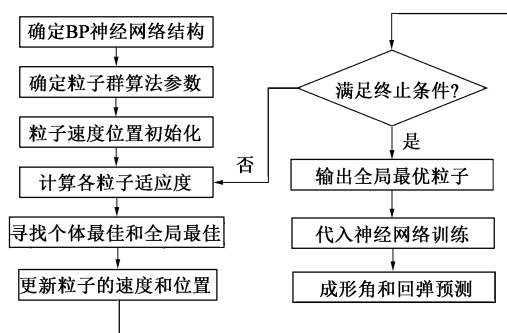 确定BP神经网络结构
确定粒子群算法参数
粒子速度位置初始化
计算各粒子适应度
寻找个体最佳和全局最佳
更新粒子的速度和位置
满足终止条件?
否
是
输出全局最优粒子
代入神经网络训练
成形角和回弹预测